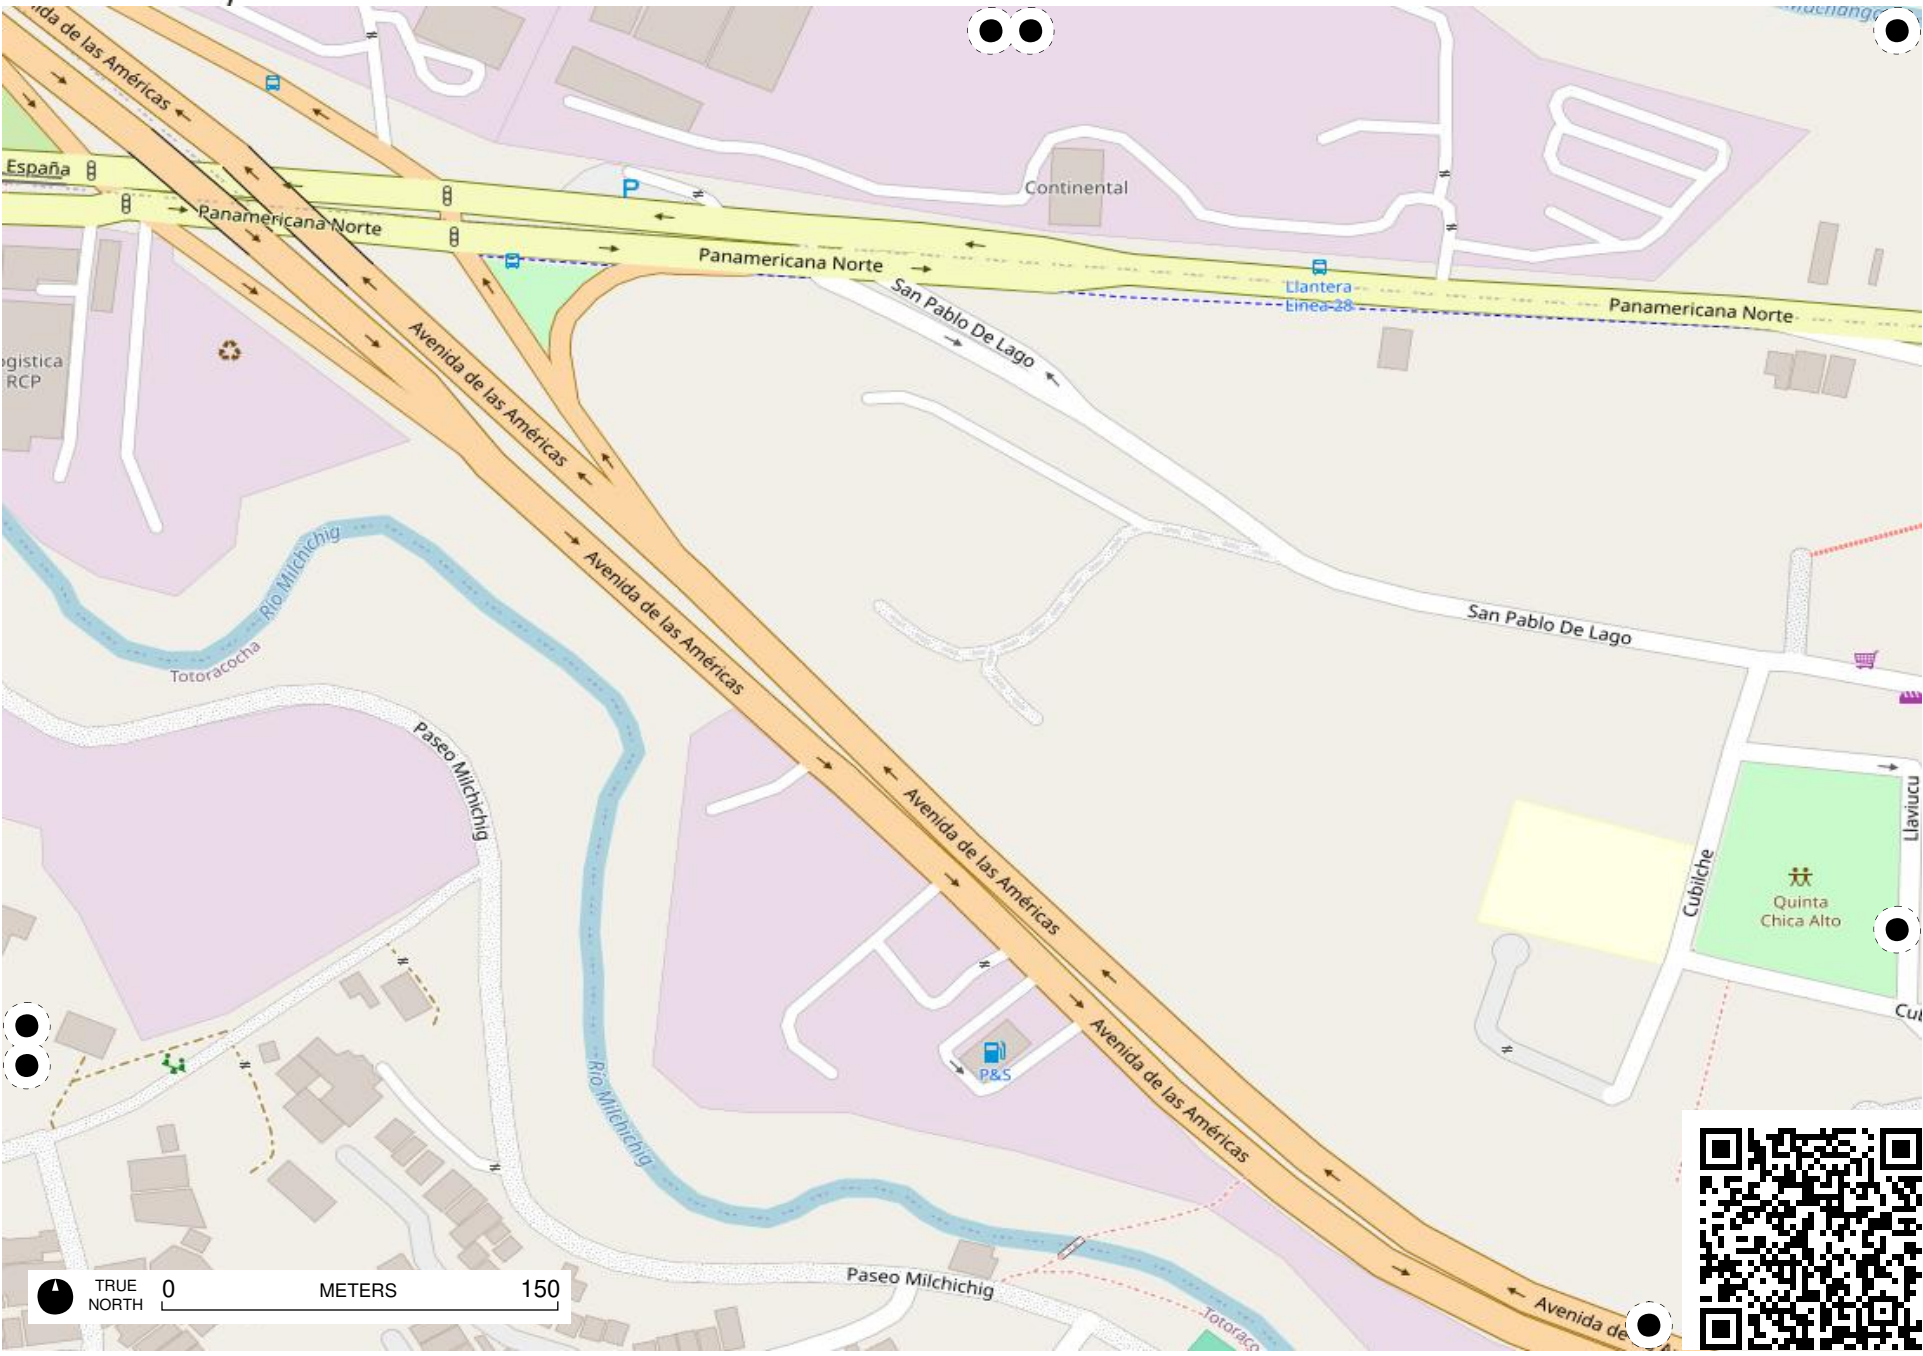 Avenida de las Américas
España
Panamericana Norte
Continental
Panamericana Norte
Llantera
Linea 28
Panamericana Norte
San Pablo De Lago
RCP
Avenida de las Américas
Río Milchichig
Totoracocha
Avenida de las Américas
San Pablo De Lago
Paseo Milchichig
Avenida de las Américas
Llaviucu
Cubilche
Quinta
Chica Alto
P&S
Avenida de las Américas
Río Milchichig
Paseo Milchichig
Avenida de
TRUE
NORTH
0 METERS 150